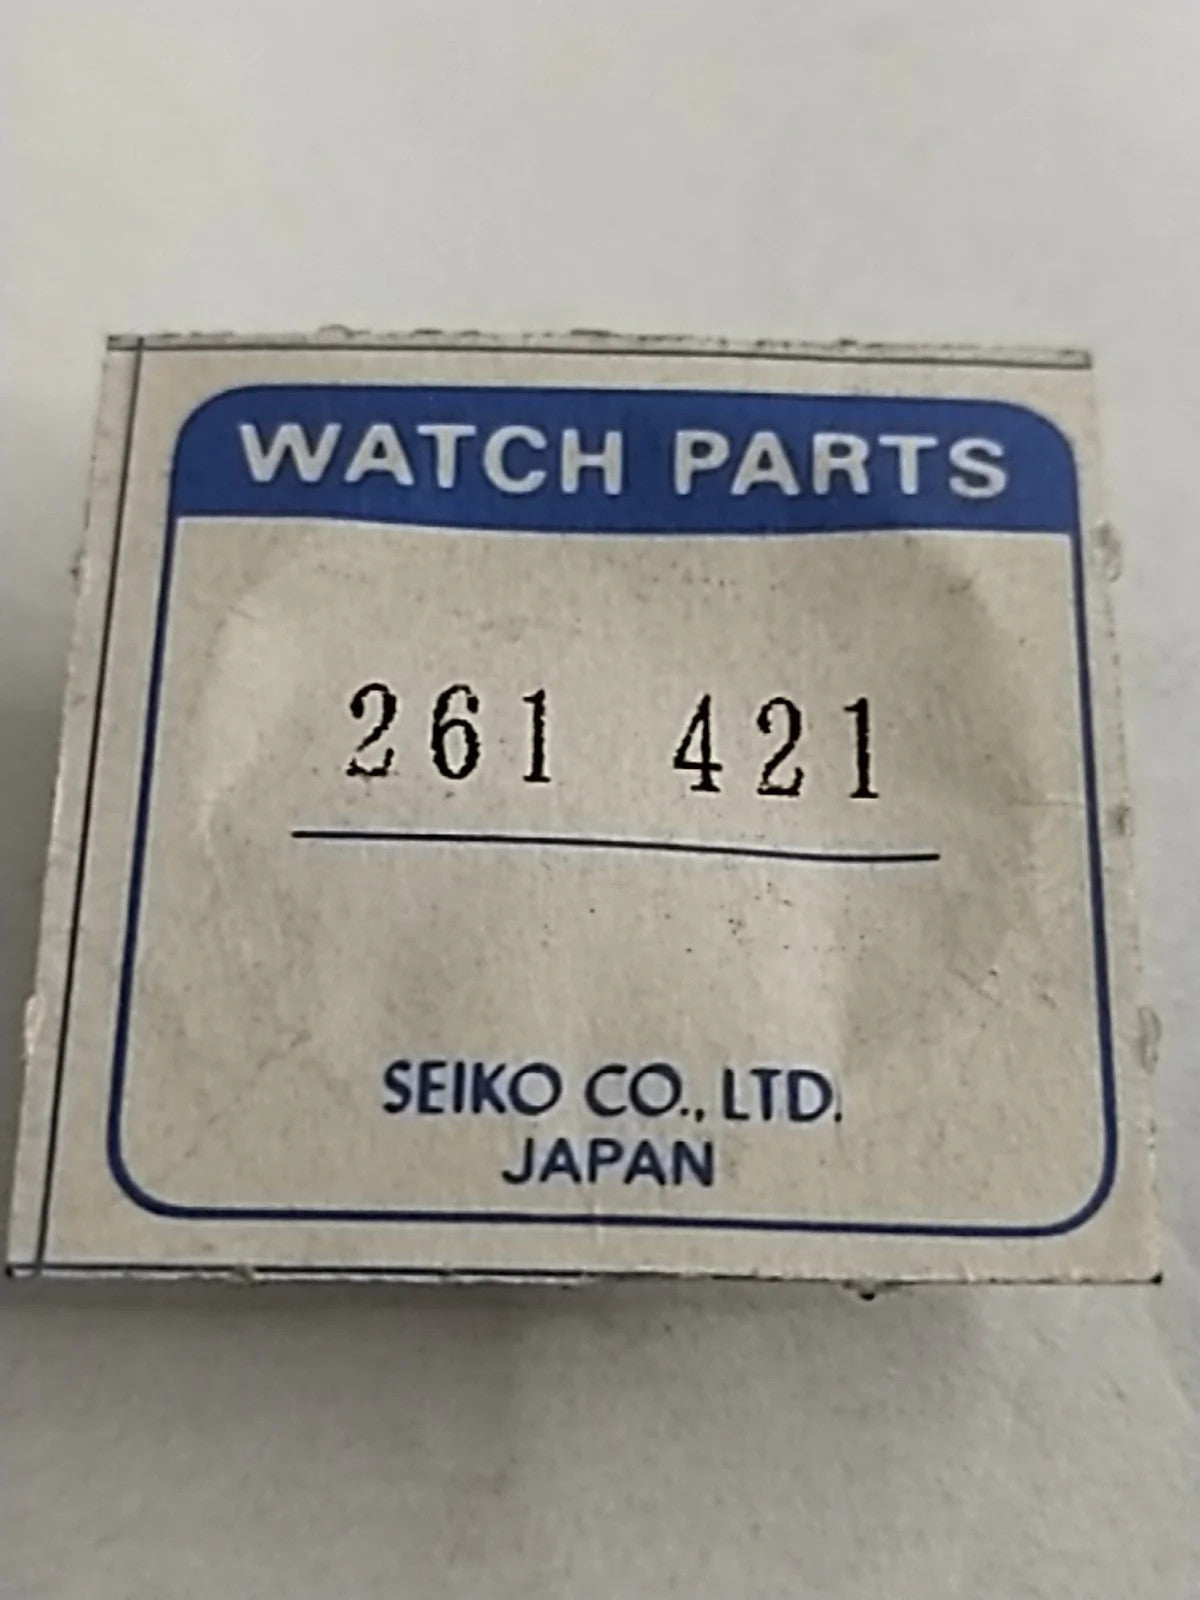 WATCH PARTS
261 421
SEIKO CO., LTD.
JAPAN